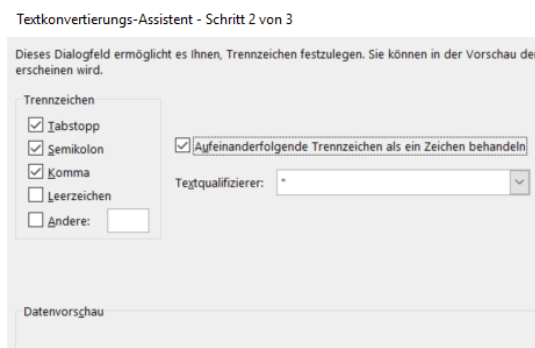 Textkonvertierungs-Assistent - Schritt 2 von 3
Dieses Dialogfeld ermöglicht es Ihnen, Trennzeichen festzulegen. Sie können in der Vorschau der
erscheinen wird.
Trennzeichen
Tabstopp
Semikolon
Komma
Leerzeichen
Andere:
Aufeinanderfolgende Trennzeichen als ein Zeichen behandeln
Textqualifizierer: "
Datenvorschau